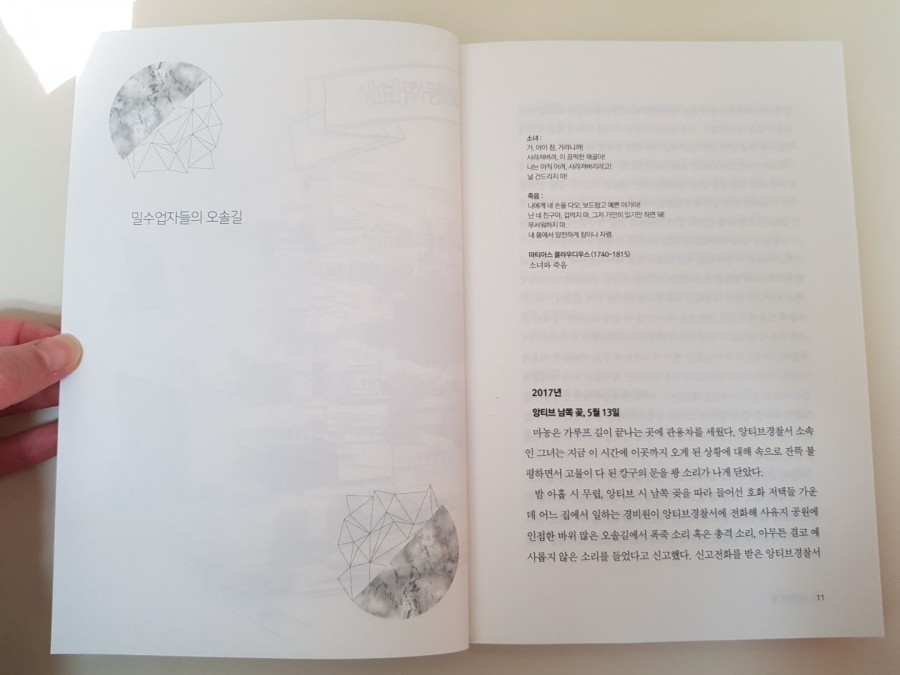 밀수업자들의 오솔길
소녀 :
가, 아이 참, 가라니까!
사라져버려, 이 끔찍한 해골아!
나는 아직 어려, 사라져버리라고!
날 건드리지 마!
죽음 :
나에게 네 손을 다오, 보드랍고 예쁜 아가야!
난 네 친구야, 겁먹지 마. 그저 가만히 있기만 하면 돼!
무서워하지 마.
내 품에서 얌전하게 잠이나 자렴.
마티아스 클라우디우스 (1740-1815)
소녀와 죽음
2017년
앙티브 남쪽 곶, 5월 13일
마농은 가루프 길이 끝나는 곳에 관용차를 세웠다. 앙티브경찰서 소속
인 그녀는 지금 이 시간에 이곳까지 오게 된 상황에 대해 속으로 잔뜩 불
평하면서 고물이 다 된 캉구의 문을 쾅 소리가 나게 닫았다.
밤 아홉 시 무렵, 앙티브 시 남쪽 곶을 따라 들어선 호화 저택들 가운
데 어느 집에서 일하는 경비원이 앙티브경찰서에 전화해 사유지 공원에
인접한 바위 많은 오솔길에서 폭죽 소리 혹은 총격 소리, 아무튼 결코 예
사롭지 않은 소리를 들었다고 신고했다. 신고전화를 받은 앙티브경찰서
11